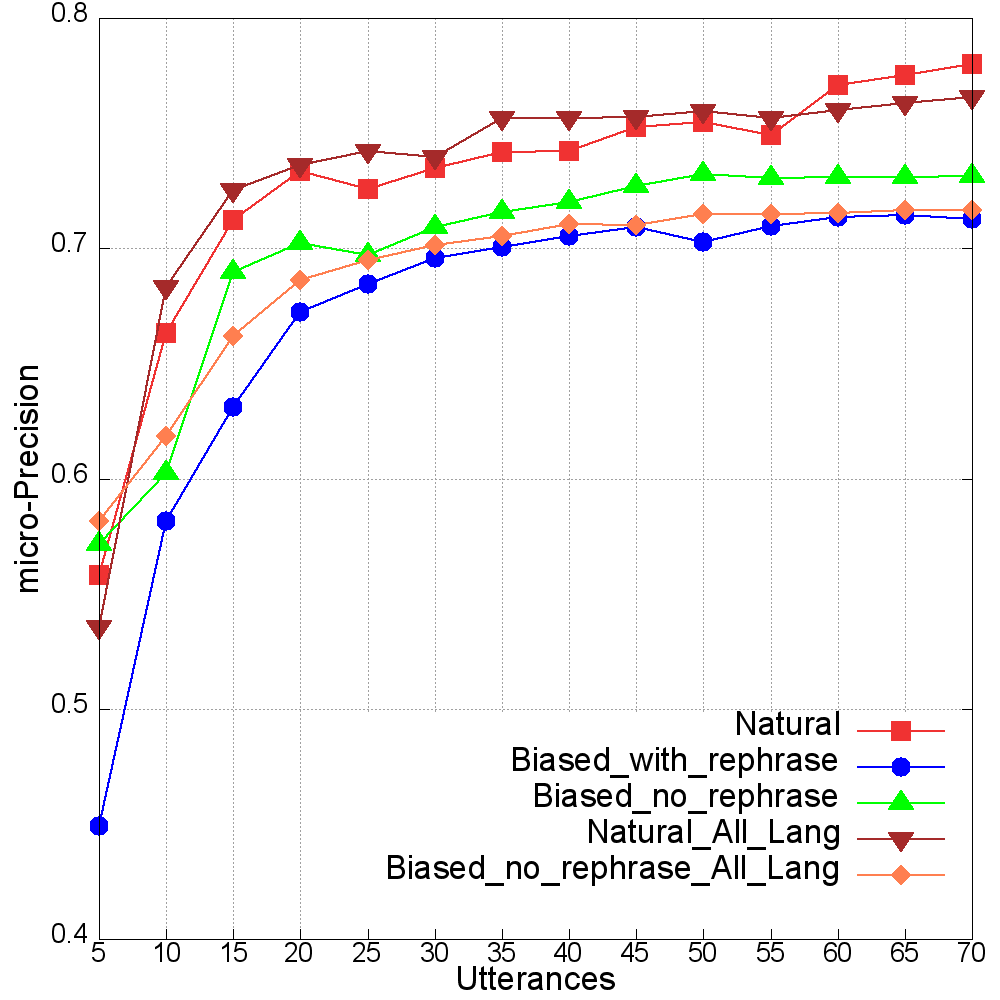 0.8
0.7
0.6
0.5
0.4
micro-Precision
Natural
Biased_with_rephrase
Biased_no_rephrase
Natural_All_Lang
Biased_no_rephrase_All_Lang
5 10 15 20 25 30 35 40 45 50 55 60 65 70
Utterances